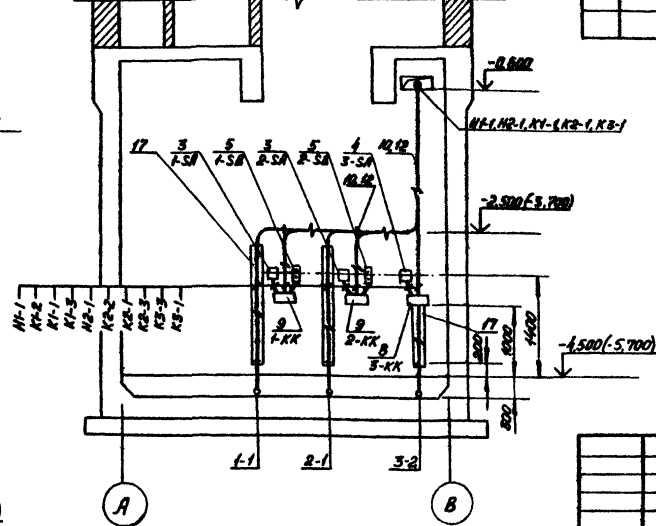 -0,600
Н1-1, Н2-1, К1-1, К2-1, К3-1
17
3
1-SA
5
1-SB
3
2-SA
5
2-SB
4
3-SA
10,12
10,12
-2,500(-3,700)
Н1-1
К1-2
К1-1
К1-3
Н2-1
К2-2
К2-1
К2-3
К3-3
К3-1
9
1-КК
9
2-КК
8
3-КК
17
200
1000
1400
-4,500(-5,700)
500
1-1
2-1
3-2
А
В